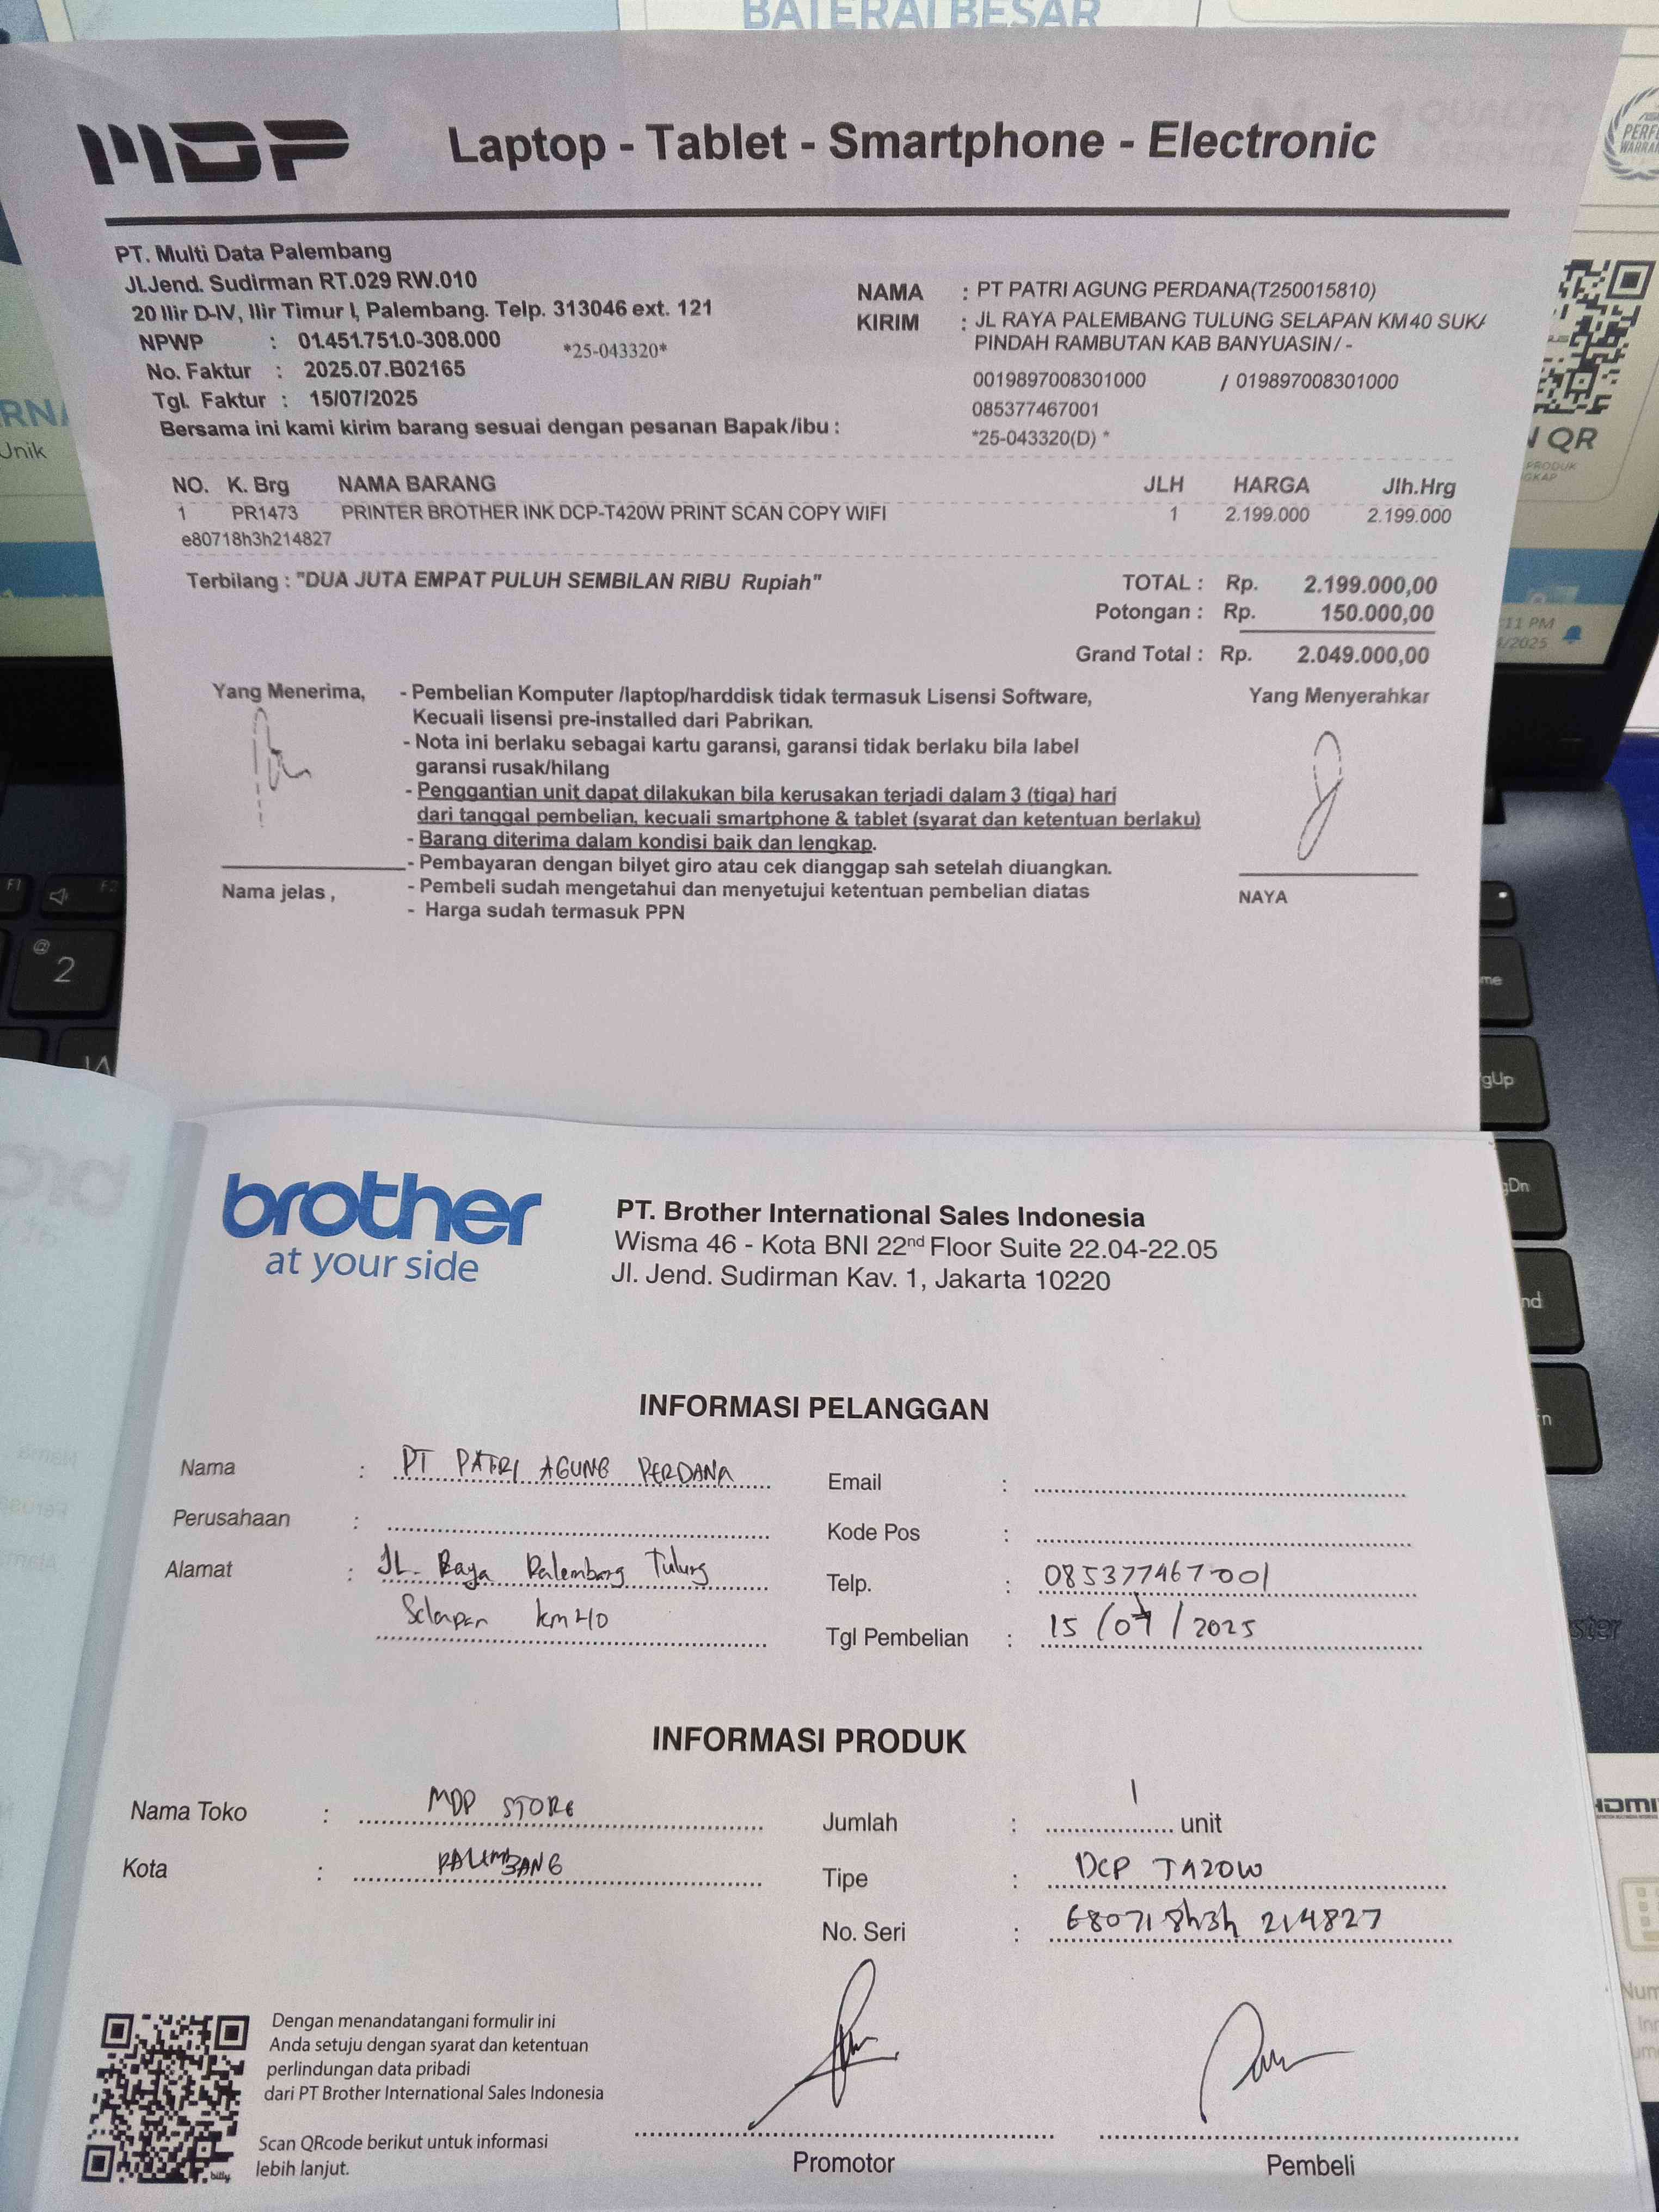 BATERAI BESAR
MDP
Laptop - Tablet - Smartphone - Electronic
PT. Multi Data Palembang
Jl.Jend. Sudirman RT.029 RW.010
20 Ilir D-IV, Ilir Timur I, Palembang. Telp. 313046 ext. 121
NPWP : 01.451.751.0-308.000
*25-043320*
No. Faktur : 2025.07.B02165
Tgl. Faktur : 15/07/2025
Bersama ini kami kirim barang sesuai dengan pesanan Bapak/ibu :
NAMA : PT PATRI AGUNG PERDANA(T250015810)
KIRIM : JL RAYA PALEMBANG TULUNG SELAPAN KM40 SUKA
PINDAH RAMBUTAN KAB BANYUASIN / -
0019897008301000 / 019897008301000
085377467001
*25-043320(D) *
NO. K. Brg NAMA BARANG JLH HARGA Jlh.Hrg
1 PR1473 PRINTER BROTHER INK DCP-T420W PRINT SCAN COPY WIFI 1 2.199.000 2.199.000
e80718h3h214827
Terbilang : "DUA JUTA EMPAT PULUH SEMBILAN RIBU Rupiah"
TOTAL : Rp. 2.199.000,00
Potongan : Rp. 150.000,00
Grand Total : Rp. 2.049.000,00
Yang Menerima,
- Pembelian Komputer /laptop/harddisk tidak termasuk Lisensi Software,
Kecuali lisensi pre-installed dari Pabrikan.
- Nota ini berlaku sebagai kartu garansi, garansi tidak berlaku bila label
garansi rusak/hilang
- Penggantian unit dapat dilakukan bila kerusakan terjadi dalam 3 (tiga) hari
dari tanggal pembelian, kecuali smartphone & tablet (syarat dan ketentuan berlaku)
- Barang diterima dalam kondisi baik dan lengkap.
- Pembayaran dengan bilyet giro atau cek dianggap sah setelah diuangkan.
- Pembeli sudah mengetahui dan menyetujui ketentuan pembelian diatas
- Harga sudah termasuk PPN
Nama jelas ,
Yang Menyerahkar
NAYA
Unik
QR
11 PM
F1
F2
@
2
W
gUp
gDn
nd
HDMI
brother
at your side
PT. Brother International Sales Indonesia
Wisma 46 - Kota BNI 22nd Floor Suite 22.04-22.05
Jl. Jend. Sudirman Kav. 1, Jakarta 10220
INFORMASI PELANGGAN
Nama : PT PATRI AGUNG PERDANA
Perusahaan :
Alamat : JL. Raya Palembang Tulung
Selapan km 40
Email :
Kode Pos :
Telp. : 085377467001
Tgl Pembelian : 15 / 07 / 2025
INFORMASI PRODUK
Nama Toko : MDP STORE
Kota : PALEMBANG
Jumlah : 1 unit
Tipe : DCP T420W
No. Seri : E80718h3h 214827
Dengan menandatangani formulir ini
Anda setuju dengan syarat dan ketentuan
perlindungan data pribadi
dari PT Brother International Sales Indonesia
Scan QRcode berikut untuk informasi
lebih lanjut.
Promotor
Pembeli